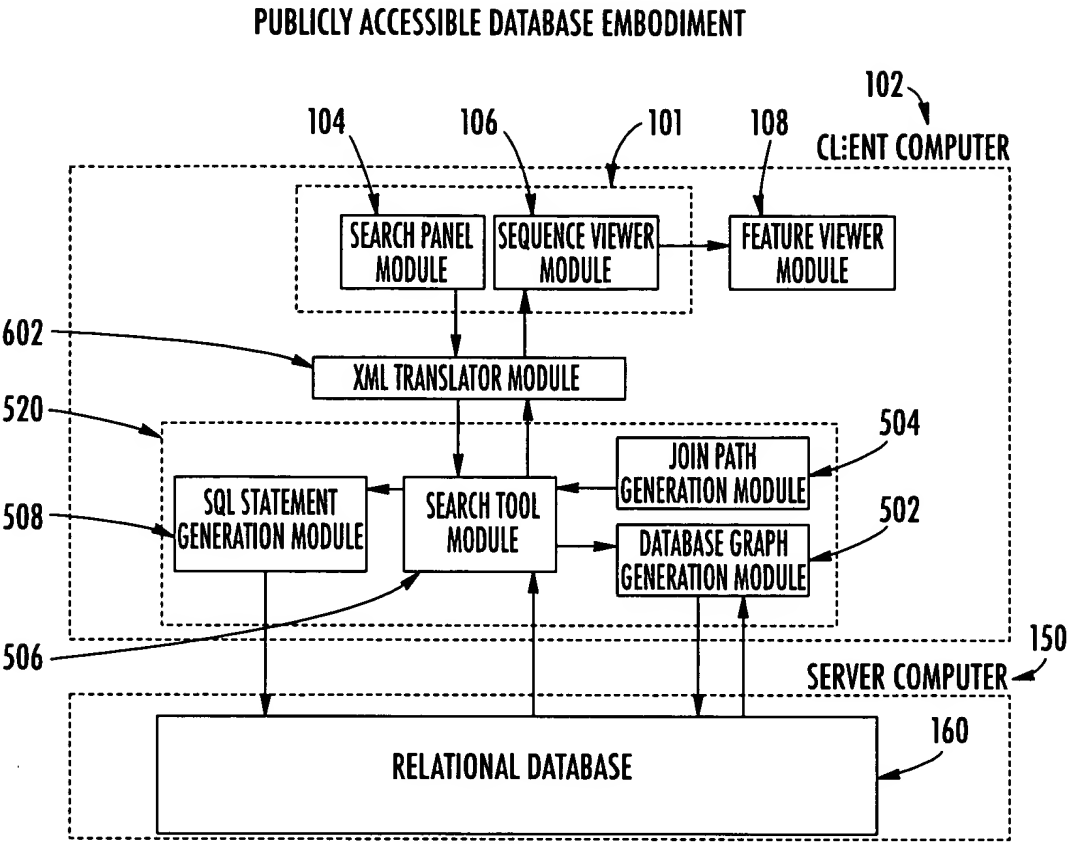 PUBLICLY ACCESSIBLE DATABASE EMBODIMENT
102
CLIENT COMPUTER
104
106
101
108
SEARCH PANEL
MODULE
SEQUENCE VIEWER
MODULE
FEATURE VIEWER
MODULE
602
XML TRANSLATOR MODULE
520
504
JOIN PATH
GENERATION MODULE
SQL STATEMENT
GENERATION MODULE
508
SEARCH TOOL
MODULE
502
DATABASE GRAPH
GENERATION MODULE
506
150
SERVER COMPUTER
160
RELATIONAL DATABASE